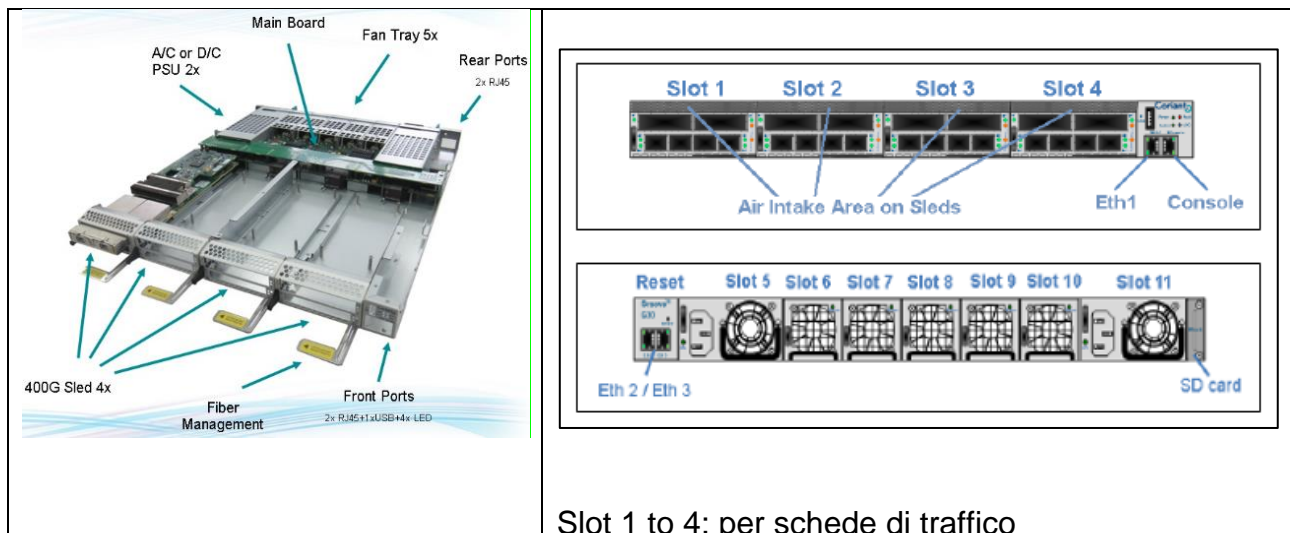 Main Board
Fan Tray 5x
A/C or D/C
PSU 2x
Rear Ports
2x RJ45
400G Sled 4x
Fiber
Management
Front Ports
2x RJ45+1xUSB+4x LED
Slot 1 Slot 2 Slot 3 Slot 4
Coriant
Air Intake Area on Sleds
Eth1 Console
Reset Slot 5 Slot 6 Slot 7 Slot 8 Slot 9 Slot 10 Slot 11
Groove
G30
Eth 2 / Eth 3
SD card
Slot 1 to 4: per schede di traffico